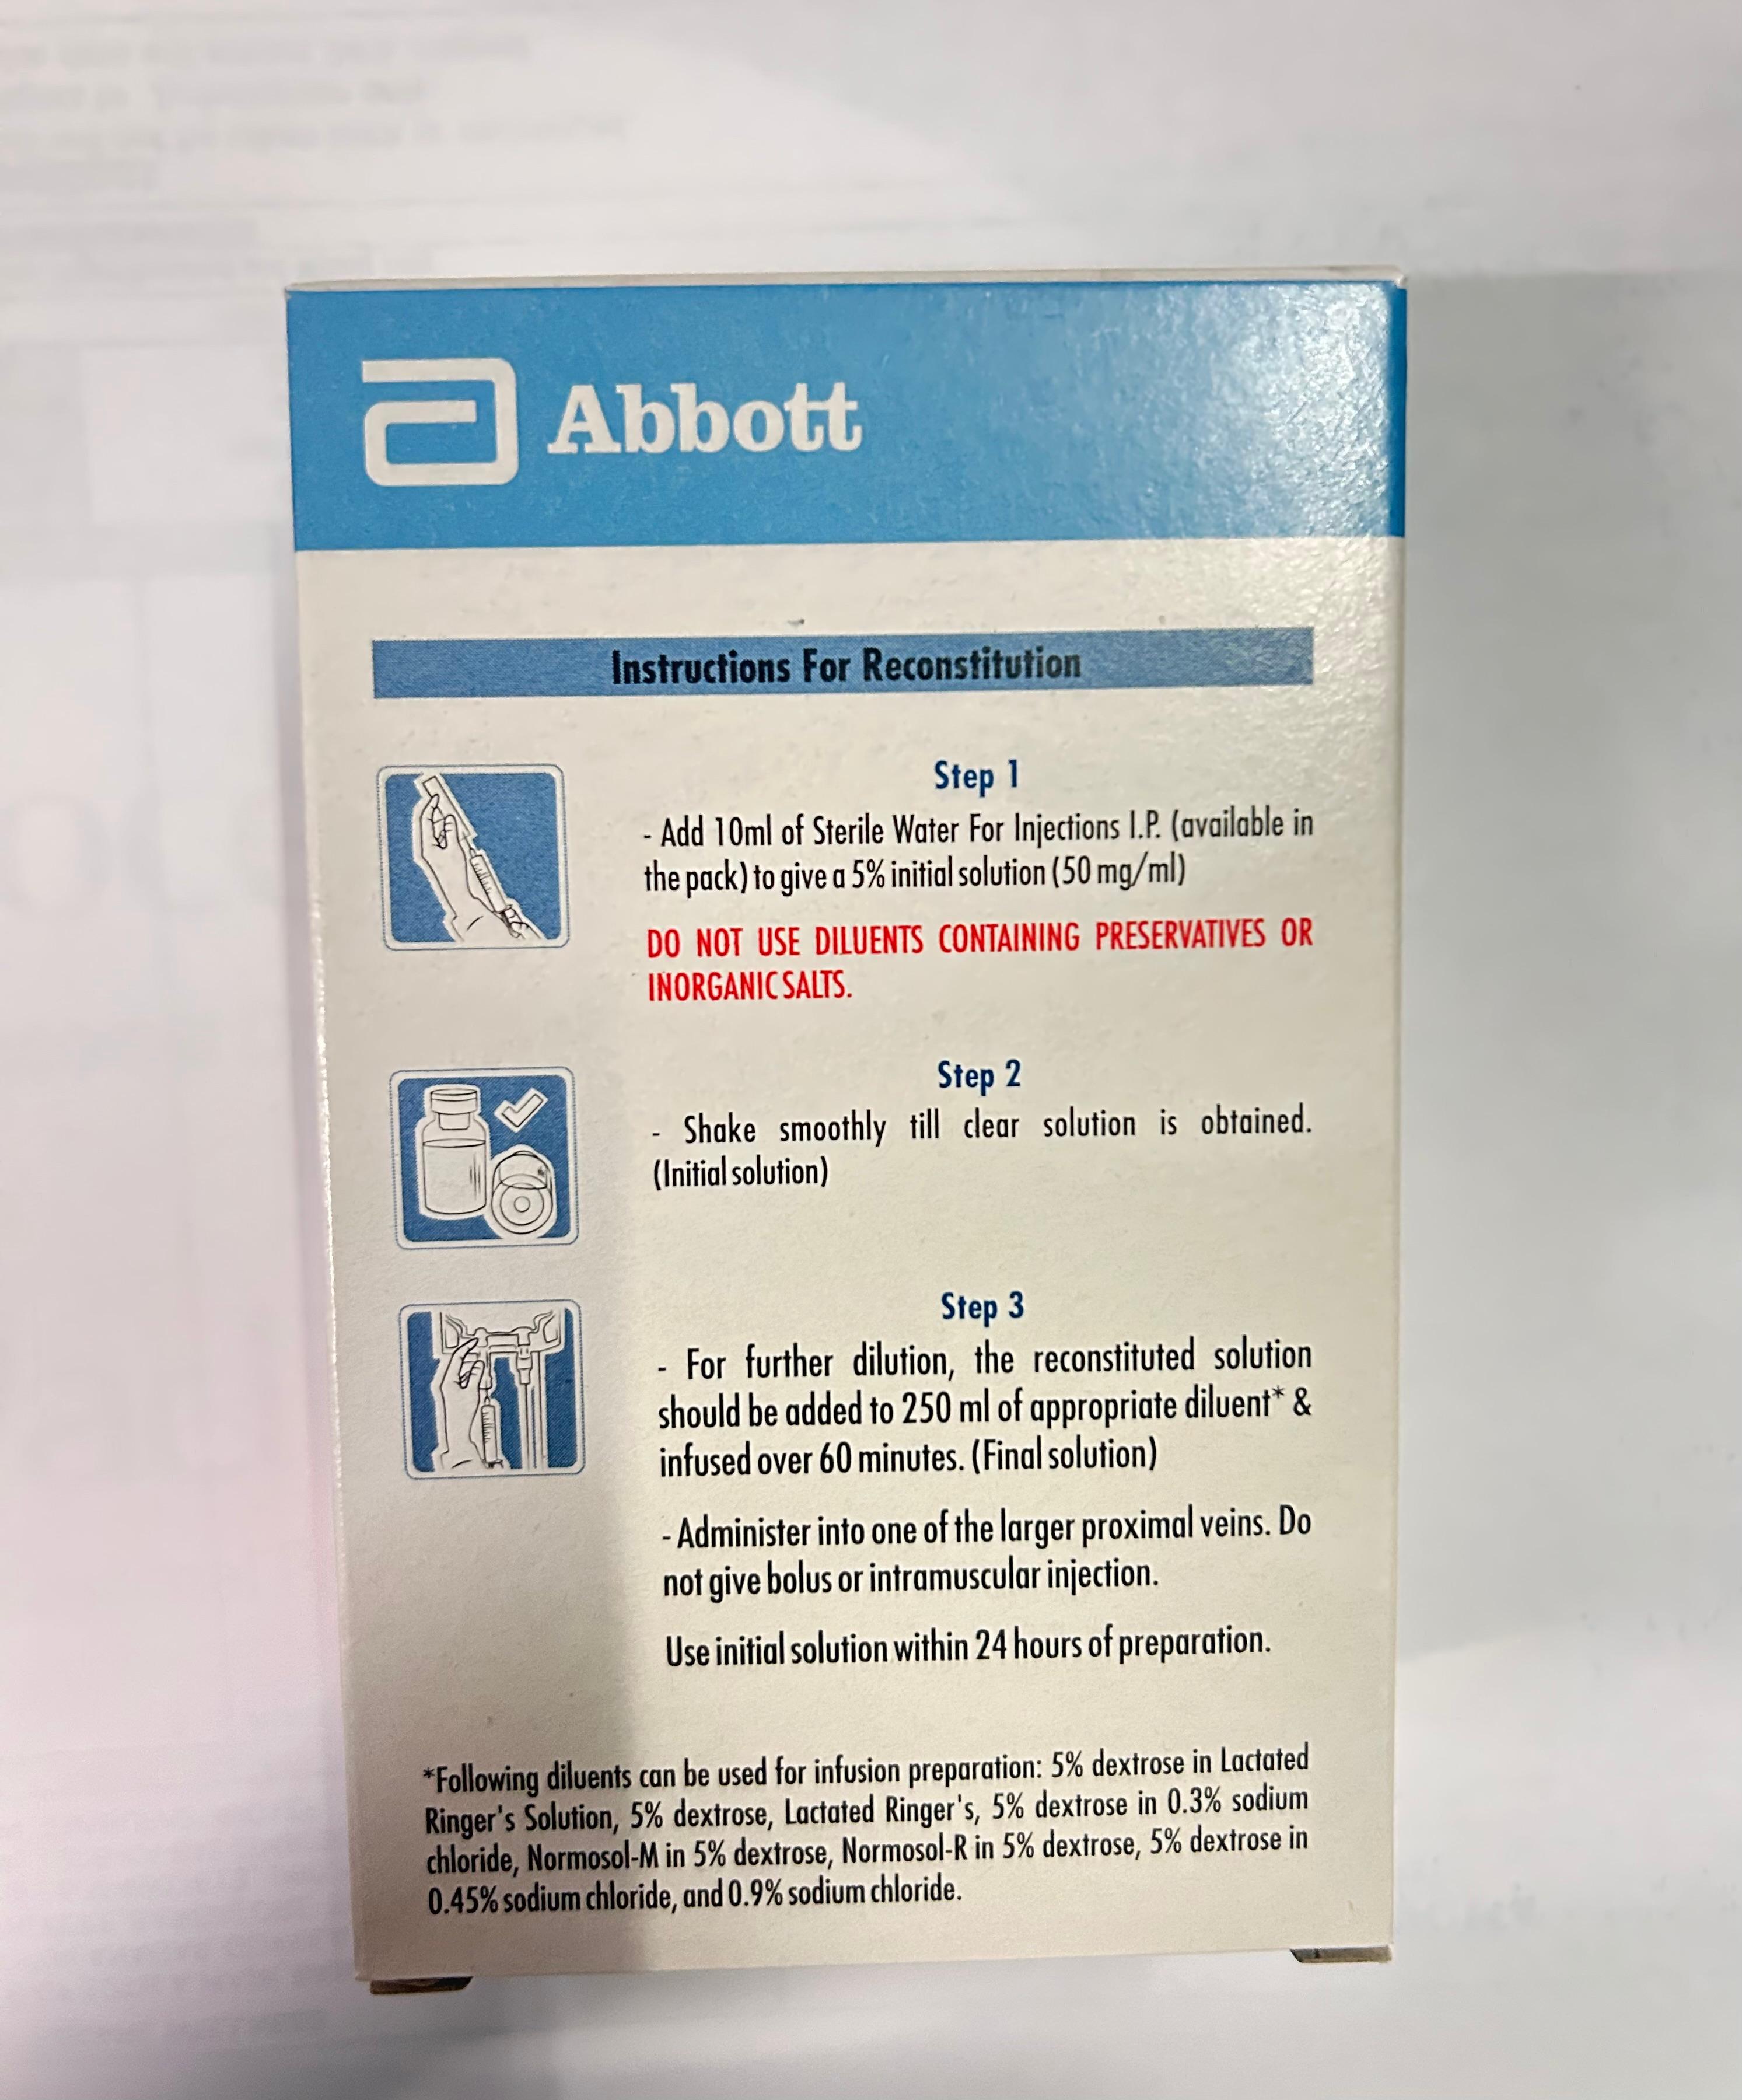 Abbott
Instructions For Reconstitution
Step 1
- Add 10ml of Sterile Water For Injections I.P. (available in
the pack) to give a 5% initial solution (50 mg/ml)
DO NOT USE DILUENTS CONTAINING PRESERVATIVES OR
INORGANIC SALTS.
Step 2
- Shake smoothly till clear solution is obtained.
(Initial solution)
Step 3
- For further dilution, the reconstituted solution
should be added to 250 ml of appropriate diluent* &
infused over 60 minutes. (Final solution)
- Administer into one of the larger proximal veins. Do
not give bolus or intramuscular injection.
Use initial solution within 24 hours of preparation.
*Following diluents can be used for infusion preparation: 5% dextrose in Lactated
Ringer's Solution, 5% dextrose, Lactated Ringer's, 5% dextrose in 0.3% sodium
chloride, Normosol-M in 5% dextrose, Normosol-R in 5% dextrose, 5% dextrose in
0.45% sodium chloride, and 0.9% sodium chloride.